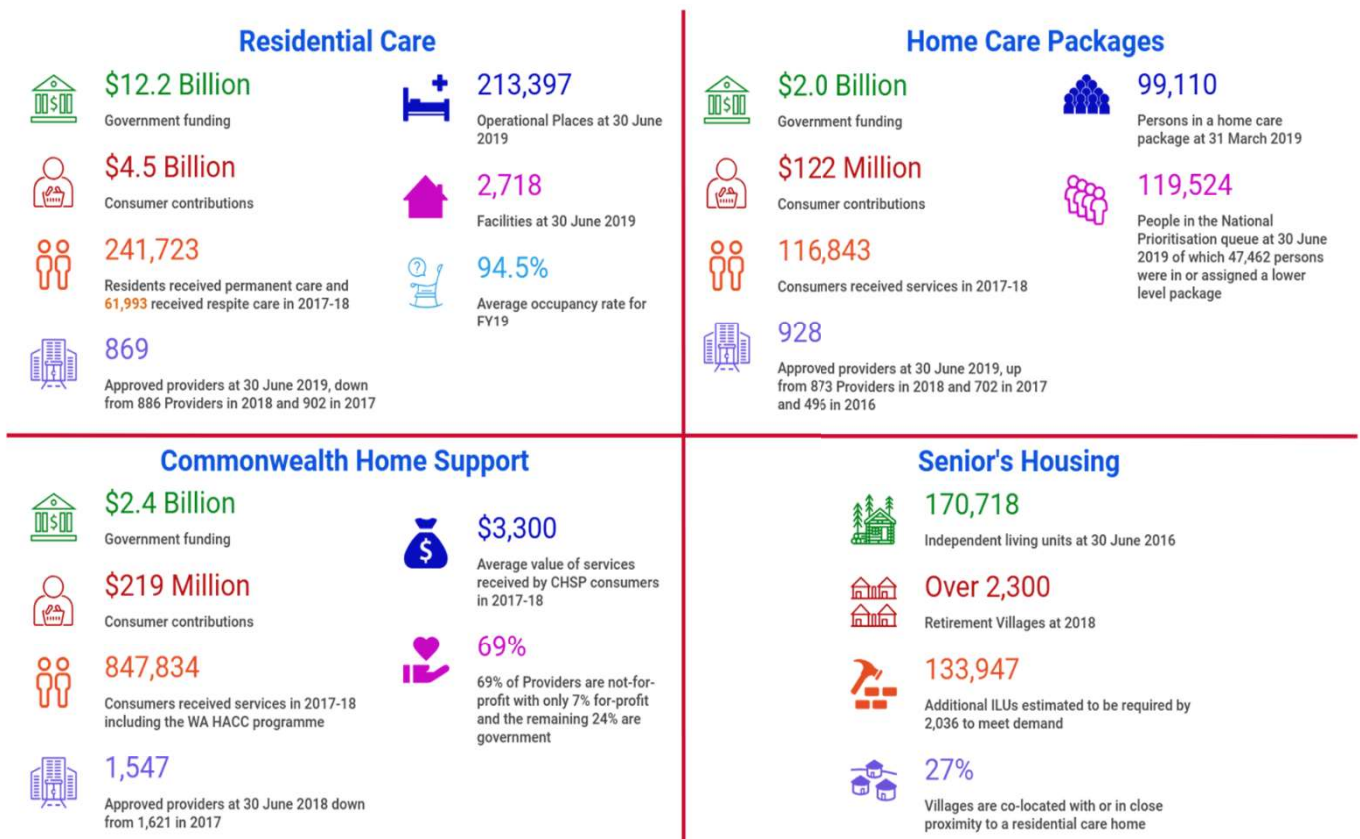 Residential Care
$12.2 Billion
Government funding
$4.5 Billion
Consumer contributions
241,723
Residents received permanent care and
61,993 received respite care in 2017-18
869
Approved providers at 30 June 2019, down
from 886 Providers in 2018 and 902 in 2017
213,397
Operational Places at 30 June
2019
2,718
Facilities at 30 June 2019
94.5%
Average occupancy rate for
FY19
Home Care Packages
$2.0 Billion
Government funding
$122 Million
Consumer contributions
116,843
Consumers received services in 2017-18
928
Approved providers at 30 June 2019, up
from 873 Providers in 2018 and 702 in 2017
and 496 in 2016
99,110
Persons in a home care
package at 31 March 2019
119,524
People in the National
Prioritisation queue at 30 June
2019 of which 47,462 persons
were in or assigned a lower
level package
Commonwealth Home Support
$2.4 Billion
Government funding
$219 Million
Consumer contributions
847,834
Consumers received services in 2017-18
including the WA HACC programme
1,547
Approved providers at 30 June 2018 down
from 1,621 in 2017
$3,300
Average value of services
received by CHSP consumers
in 2017-18
69%
69% of Providers are not-for-
profit with only 7% for-profit
and the remaining 24% are
government
Senior's Housing
170,718
Independent living units at 30 June 2016
Over 2,300
Retirement Villages at 2018
133,947
Additional ILUs estimated to be required by
2,036 to meet demand
27%
Villages are co-located with or in close
proximity to a residential care home